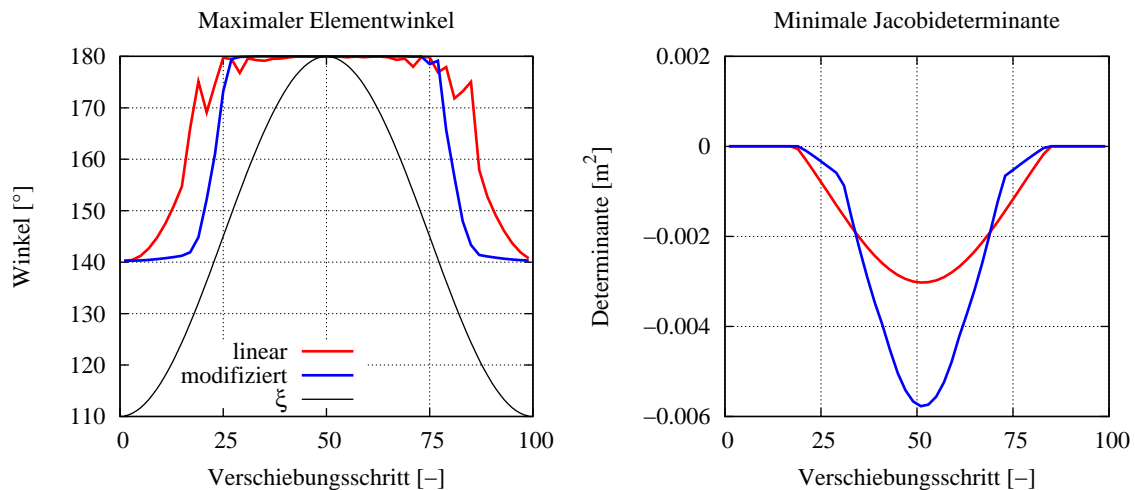 Maximaler Elementwinkel
180
170
160
150
140
130
120
110
Winkel [°]
linear
modifiziert
ξ
0 25 50 75 100
Verschiebungsschritt [–]
Minimale Jacobideterminante
0.002
0
−0.002
−0.004
−0.006
Determinante [m²]
0 25 50 75 100
Verschiebungsschritt [–]